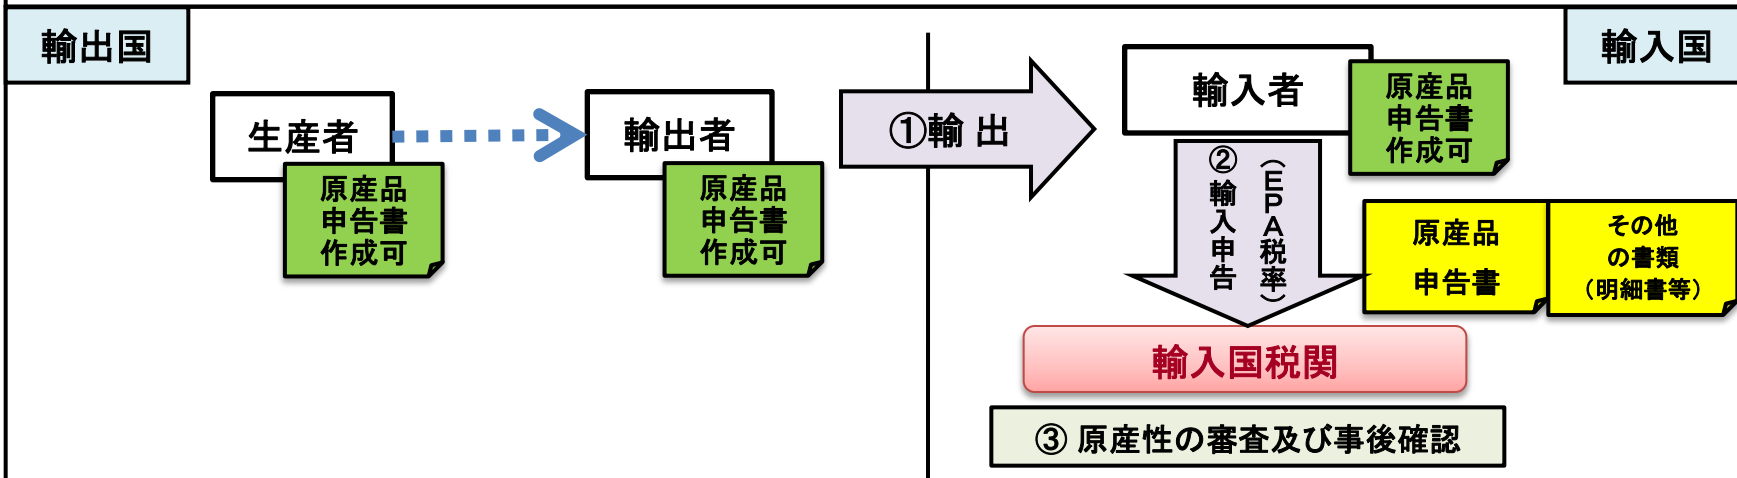 輸出国
輸入国
生産者
原産品
申告書
作成可
輸出者
原産品
申告書
作成可
①輸 出
輸入者
原産品
申告書
作成可
②輸入申告
（EPA税率）
原産品
申告書
その他
の書類
（明細書等）
輸入国税関
③ 原産性の審査及び事後確認